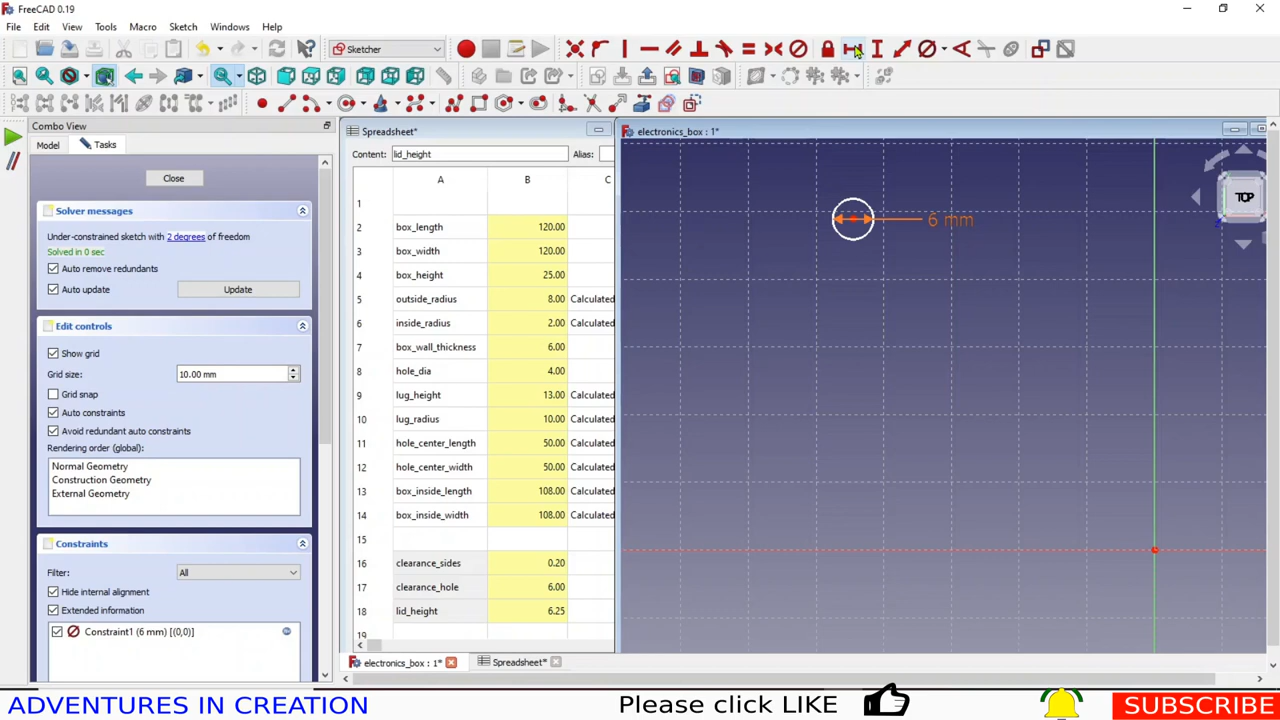 FreeCAD 0.19
File Edit View Tools Macro Sketch Windows Help
Sketcher
Combo View
Model Tasks
Close
Solver messages
Under-constrained sketch with 2 degrees of freedom
Solved in 0 sec
Auto remove redundants
Auto update Update
Edit controls
Show grid
Grid size: 10.00 mm
Grid snap
Auto constraints
Avoid redundant auto constraints
Rendering order (global):
Normal Geometry
Construction Geometry
External Geometry
Constraints
Filter: All
Hide internal alignment
Extended information
Constraint1 (6 mm) [(0,0)]
Spreadsheet*
Content: lid_height Alias:
A B C
1
2 box_length 120.00
3 box_width 120.00
4 box_height 25.00
5 outside_radius 8.00 Calculated
6 inside_radius 2.00 Calculated
7 box_wall_thickness 6.00
8 hole_dia 4.00
9 lug_height 13.00 Calculated
10 lug_radius 10.00 Calculated
11 hole_center_length 50.00 Calculated
12 hole_center_width 50.00 Calculated
13 box_inside_length 108.00 Calculated
14 box_inside_width 108.00 Calculated
15
16 clearance_sides 0.20
17 clearance_hole 6.00
18 lid_height 6.25
19
electronics_box : 1*
6 mm
TOP
electronics_box : 1* Spreadsheet*
ADVENTURES IN CREATION Please click LIKE SUBSCRIBE